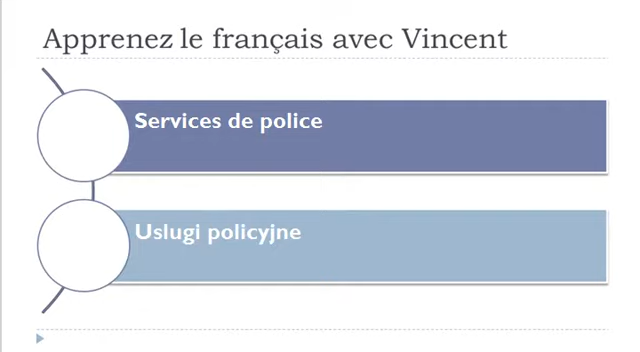 Apprenez le français avec Vincent
Services de police
Uslugi policyjne